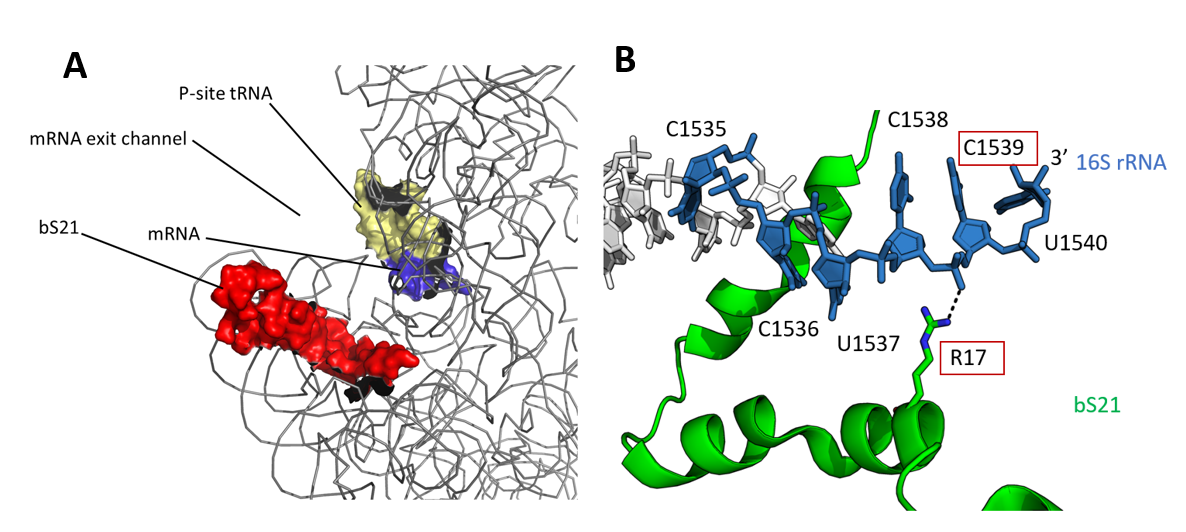 A
P-site tRNA
mRNA exit channel
bS21
mRNA
B
C1535
C1538
C1539
3’
16S rRNA
U1540
C1536
U1537
R17
bS21